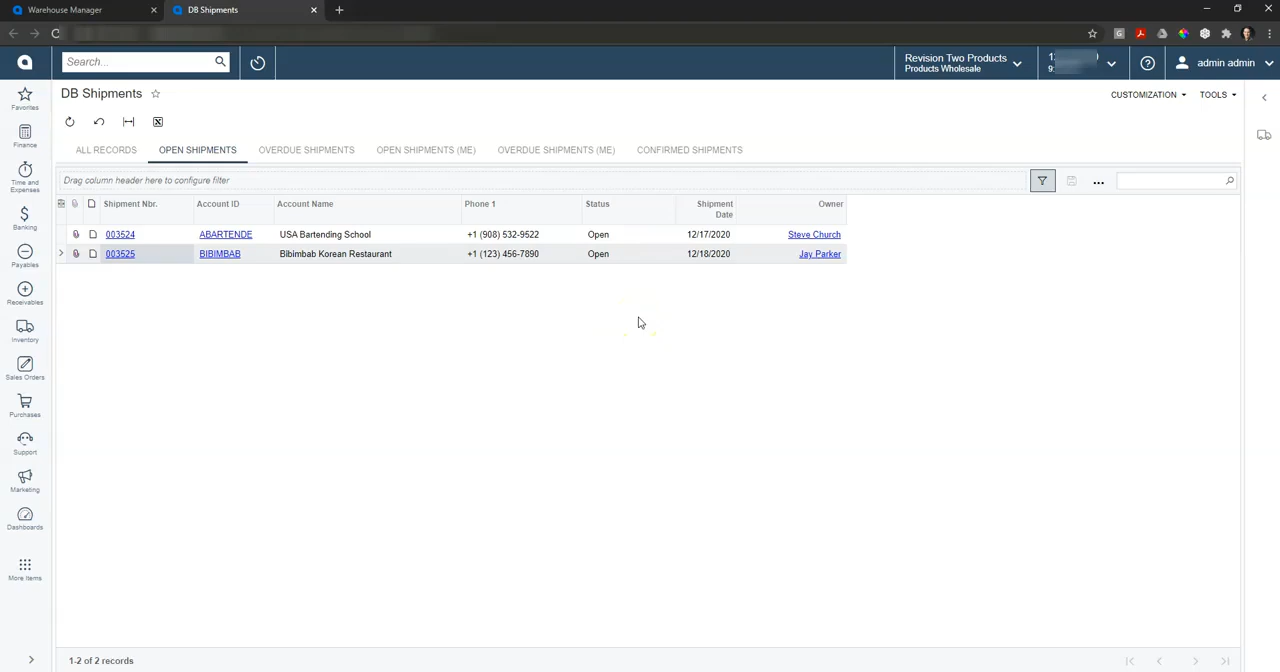 Warehouse Manager
DB Shipments
Search...
Revision Two Products
Products Wholesale
admin admin
Favorites
Finance
Time and
Expenses
Banking
Payables
Receivables
Inventory
Sales Orders
Purchases
Support
Marketing
Dashboards
More Items
DB Shipments
CUSTOMIZATION
TOOLS
ALL RECORDS
OPEN SHIPMENTS
OVERDUE SHIPMENTS
OPEN SHIPMENTS (ME)
OVERDUE SHIPMENTS (ME)
CONFIRMED SHIPMENTS
Drag column header here to configure filter
Shipment Nbr. Account ID Account Name Phone 1 Status Shipment Date Owner
003524 ABARTENDE USA Bartending School +1 (908) 532-9522 Open 12/17/2020 Steve Church
003525 BIBIMBAB Bibimbab Korean Restaurant +1 (123) 456-7890 Open 12/18/2020 Jay Parker
1-2 of 2 records